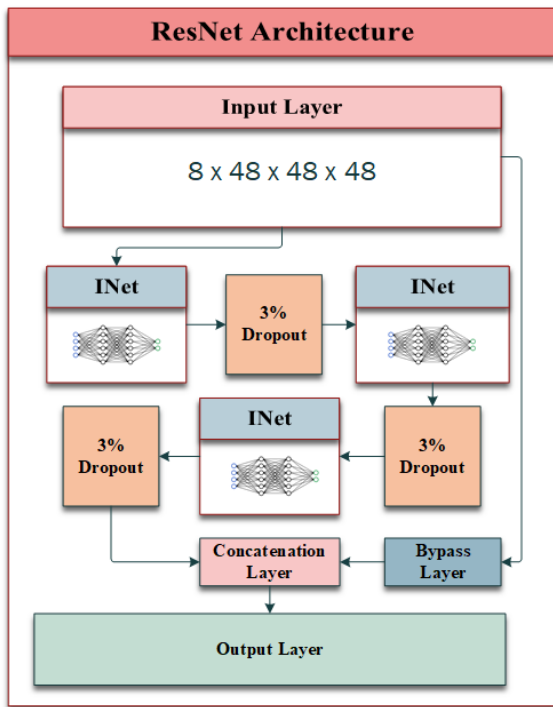 ResNet Architecture
Input Layer
8 x 48 x 48 x 48
INet
3%
Dropout
INet
3%
Dropout
INet
3%
Dropout
Concatenation
Layer
Bypass
Layer
Output Layer